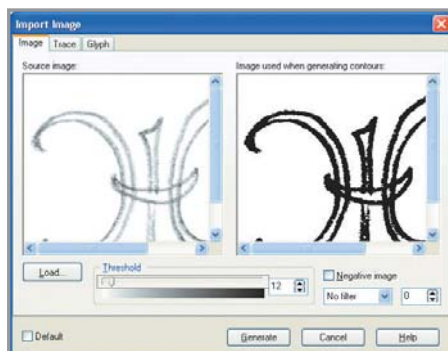 Import Image
Image Trace Glyph
Source image: Image used when generating contours:
Load... Threshold 12 Negative image
No filter 0
Default Generate Cancel Help